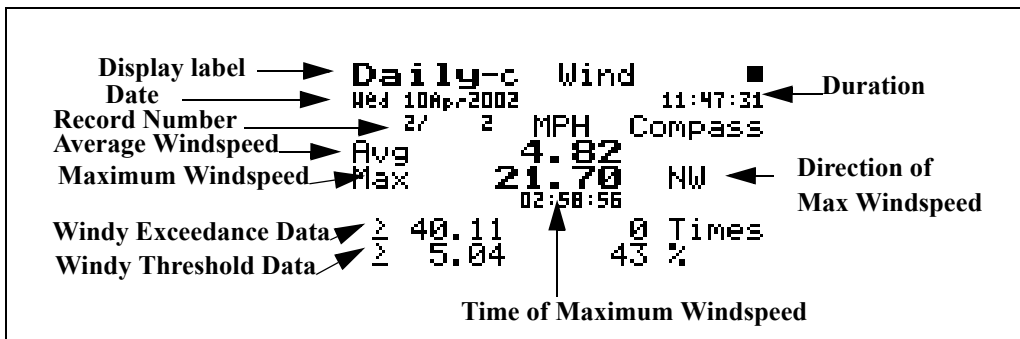 Display label Daily-c Wind ■
Date Wed 10Apr2002 11:47:31 Duration
Record Number 2/ 2 MPH Compass
Average Windspeed Avg 4.82
Maximum Windspeed Max 21.70 NW Direction of
Max Windspeed
02:58:56
Windy Exceedance Data ≥ 40.11 0 Times
Windy Threshold Data ≥ 5.04 43 %
Time of Maximum Windspeed